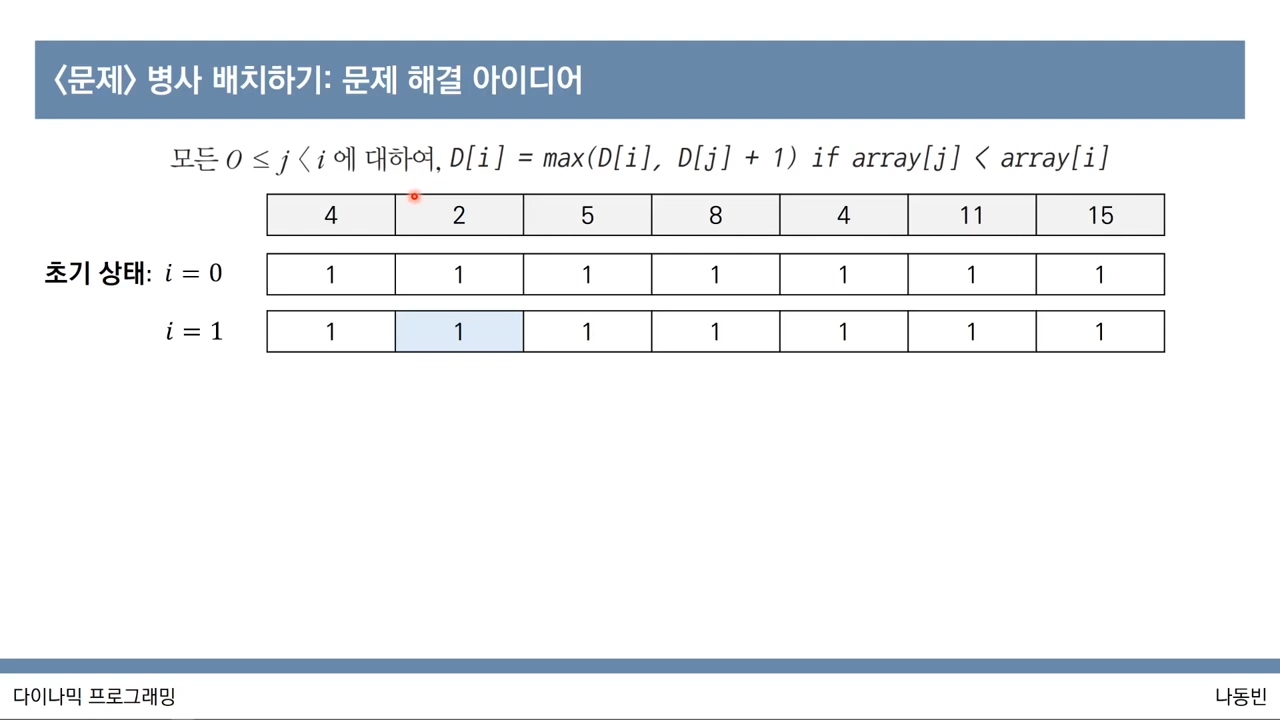 〈문제〉 병사 배치하기: 문제 해결 아이디어
모든 0 ≤ j < i 에 대하여, D[i] = max(D[i], D[j] + 1) if array[j] < array[i]
4 2 5 8 4 11 15
초기 상태: i = 0 1 1 1 1 1 1 1
i = 1 1 1 1 1 1 1 1
다이나믹 프로그래밍
나동빈